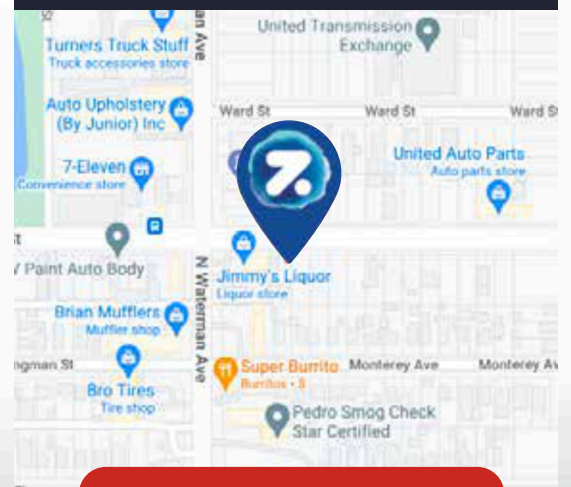 United Transmission
Exchange
Turners Truck Stuff
Truck accessories store
Auto Upholstery
(By Junior) Inc
Ward St
Ward St
Ward S
7-Eleven
Convenience store
United Auto Parts
Auto parts store
Z.
t
Y Paint Auto Body
Jimmy's Liquor
Liquor store
an Ave
N Waterman Ave
Brian Mufflers
Muffler shop
ngman St
Super Burrito
Burritos • $
Monterey Ave
Monterey Av
Bro Tires
Tire shop
Pedro Smog Check
Star Certified